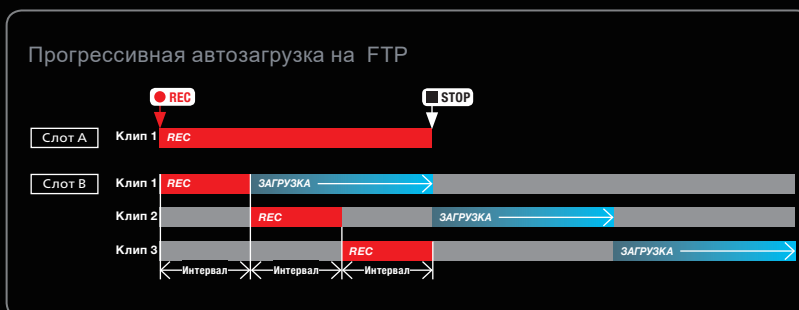 Прогрессивная автозагрузка на FTP
REC
STOP
Слот A
Клип 1
REC
Слот B
Клип 1
REC
ЗАГРУЗКА
Клип 2
REC
ЗАГРУЗКА
Клип 3
REC
ЗАГРУЗКА
Интервал
Интервал
Интервал